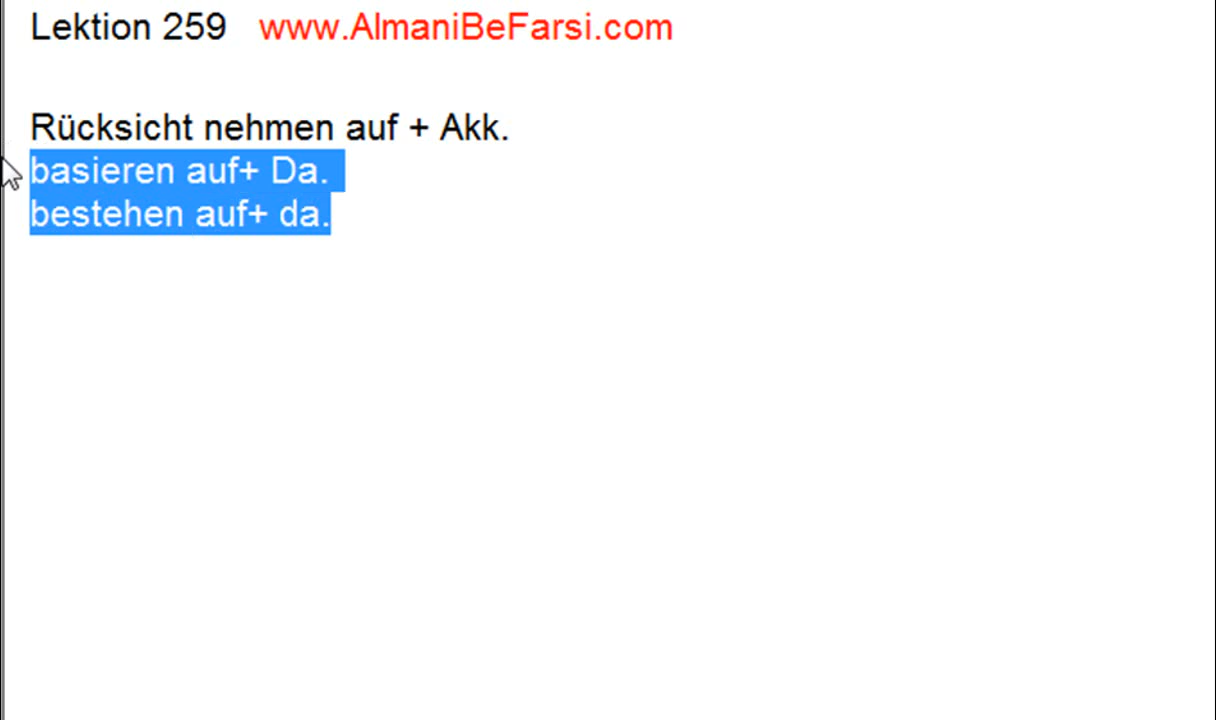 Lektion 259 www.AlmaniBeFarsi.com
Rücksicht nehmen auf + Akk.
basieren auf+ Da.
bestehen auf+ da.